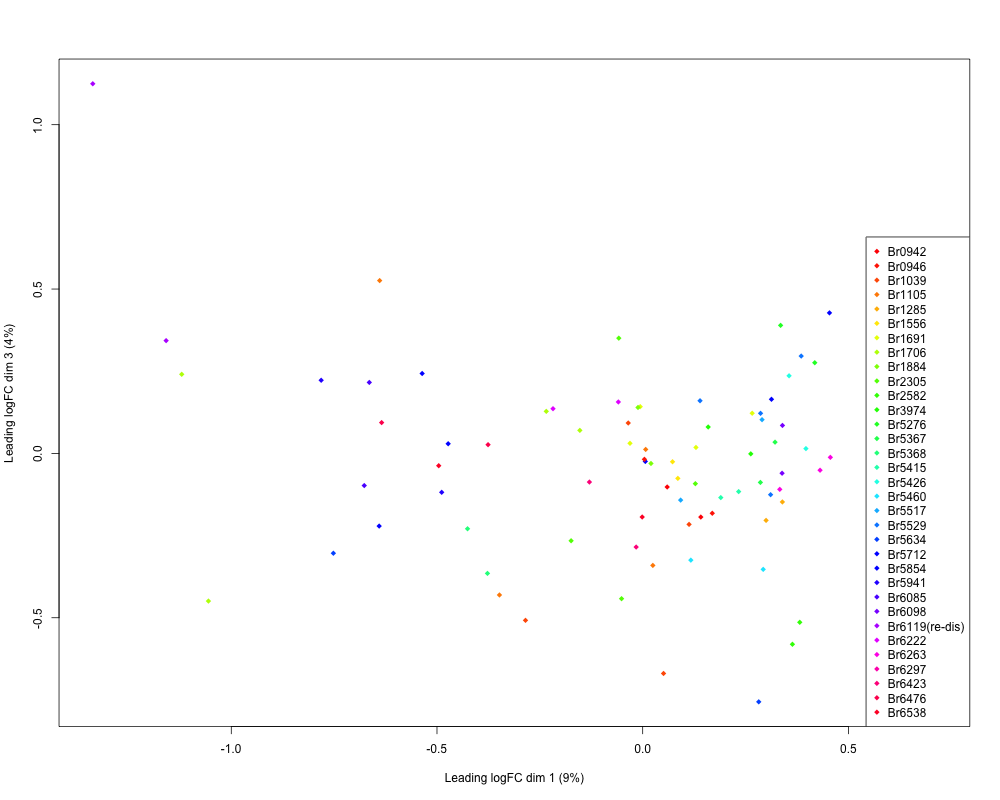 1.0
0.5
0.0
-0.5
Leading logFC dim 3 (4%)
Br0942
Br0946
Br1039
Br1105
Br1285
Br1556
Br1691
Br1706
Br1884
Br2305
Br2582
Br3974
Br5276
Br5367
Br5368
Br5415
Br5426
Br5460
Br5517
Br5529
Br5634
Br5712
Br5854
Br5941
Br6085
Br6098
Br6119(re-dis)
Br6222
Br6263
Br6297
Br6423
Br6476
Br6538
-1.0 -0.5 0.0 0.5
Leading logFC dim 1 (9%)